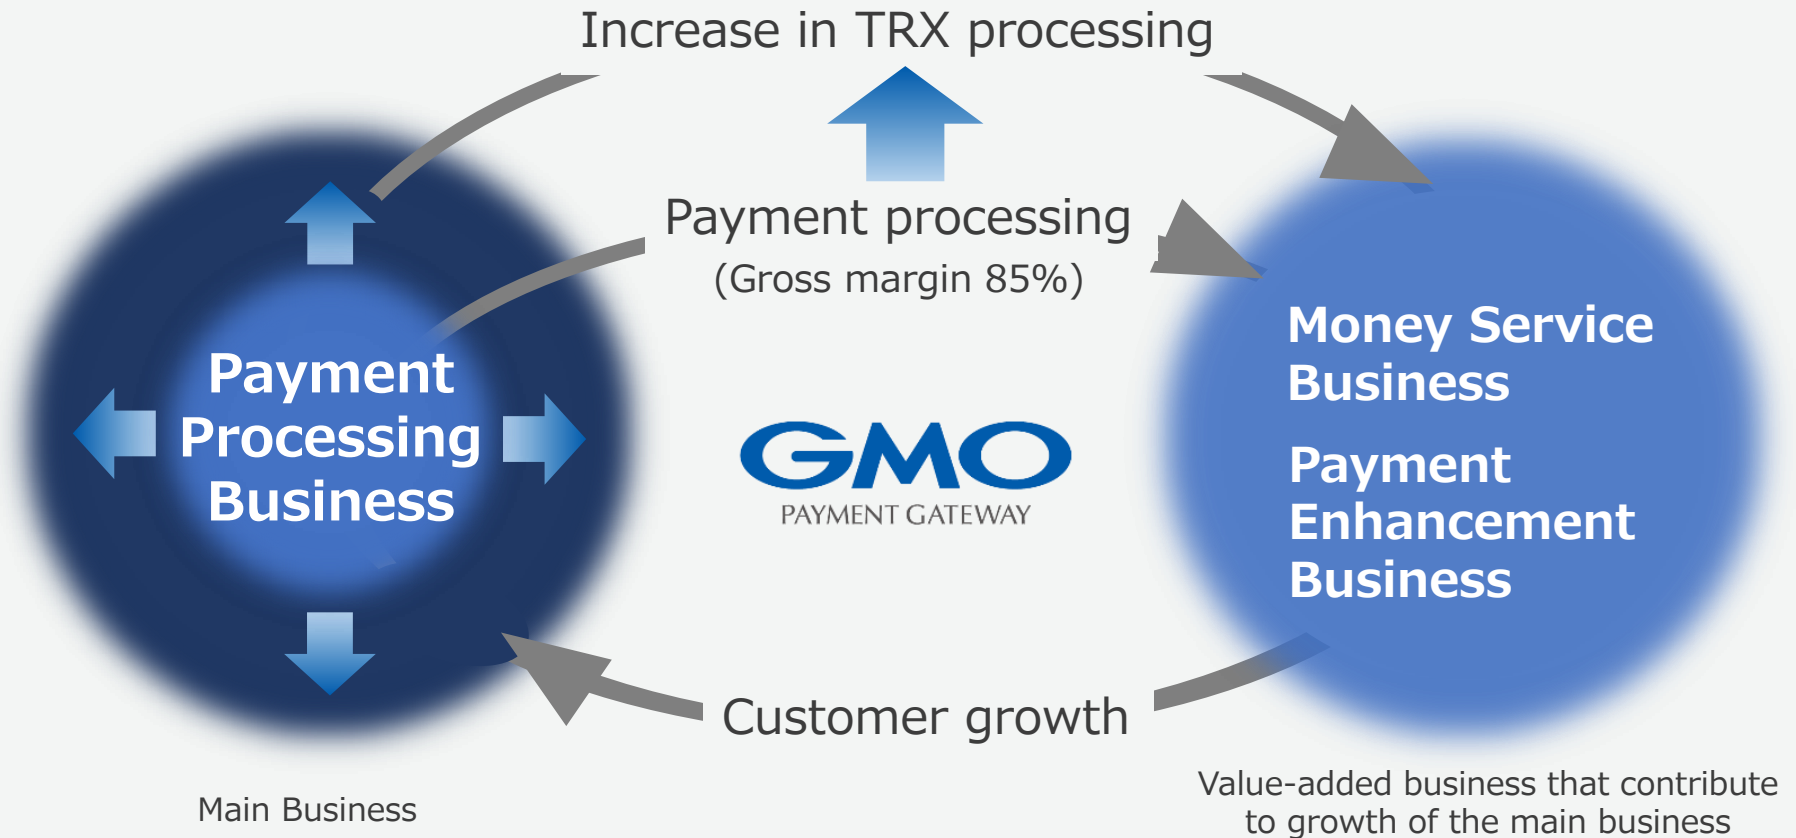 Increase in TRX processing
Payment processing
(Gross margin 85%)
Payment
Processing
Business
Money Service
Business
Payment
Enhancement
Business
GMO
PAYMENT GATEWAY
Customer growth
Main Business
Value-added business that contribute
to growth of the main business